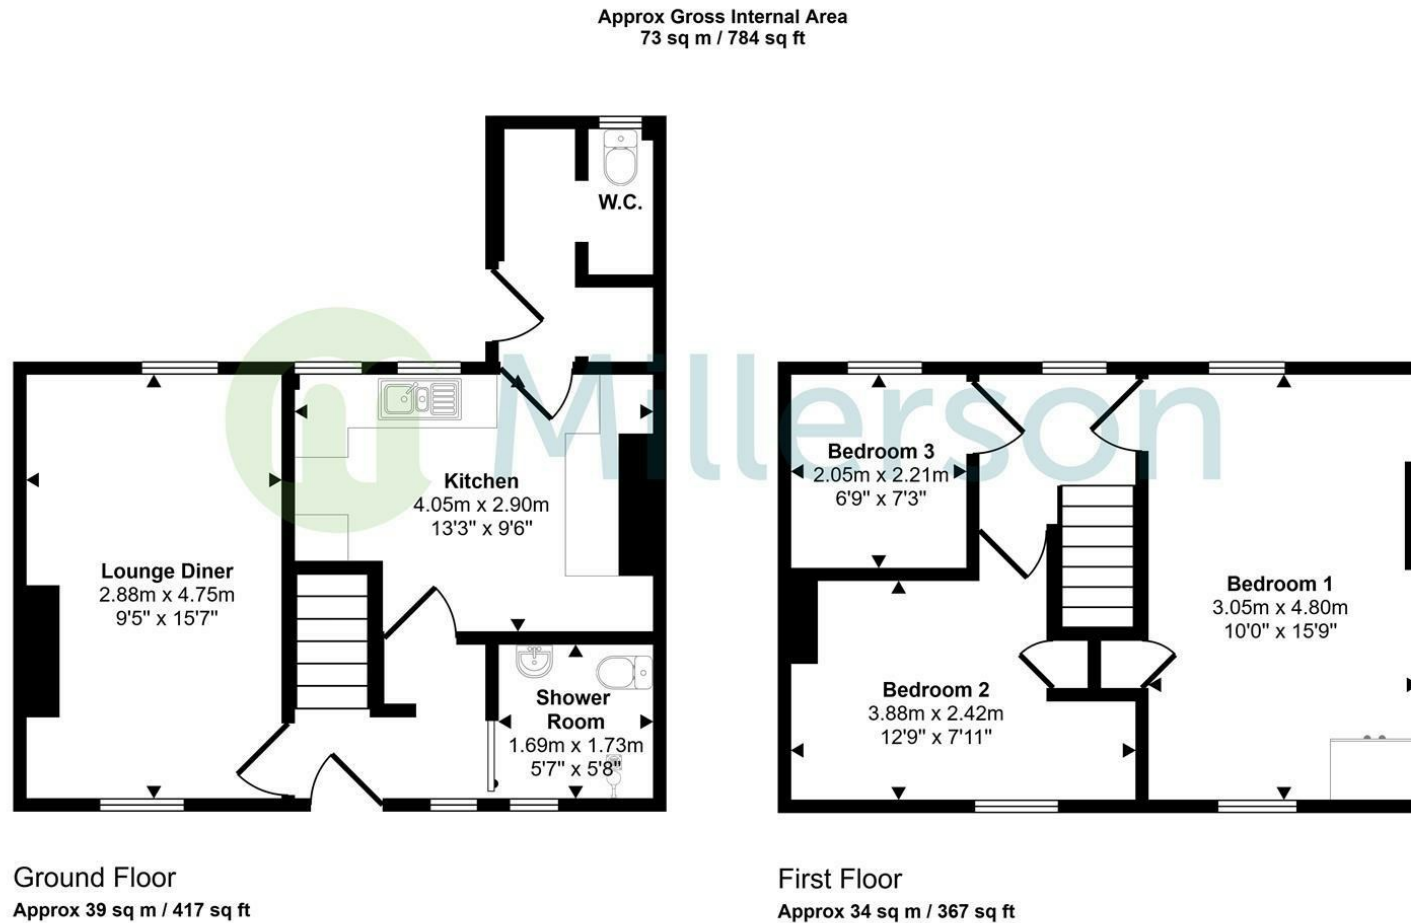 Approx Gross Internal Area
73 sq m / 784 sq ft
W.C.
Millerson
Kitchen
4.05m x 2.90m
13'3" x 9'6"
Lounge Diner
2.88m x 4.75m
9'5" x 15'7"
Shower
Room
1.69m x 1.73m
5'7" x 5'8"
Bedroom 3
2.05m x 2.21m
6'9" x 7'3"
Bedroom 1
3.05m x 4.80m
10'0" x 15'9"
Bedroom 2
3.88m x 2.42m
12'9" x 7'11"
Ground Floor
Approx 39 sq m / 417 sq ft
First Floor
Approx 34 sq m / 367 sq ft